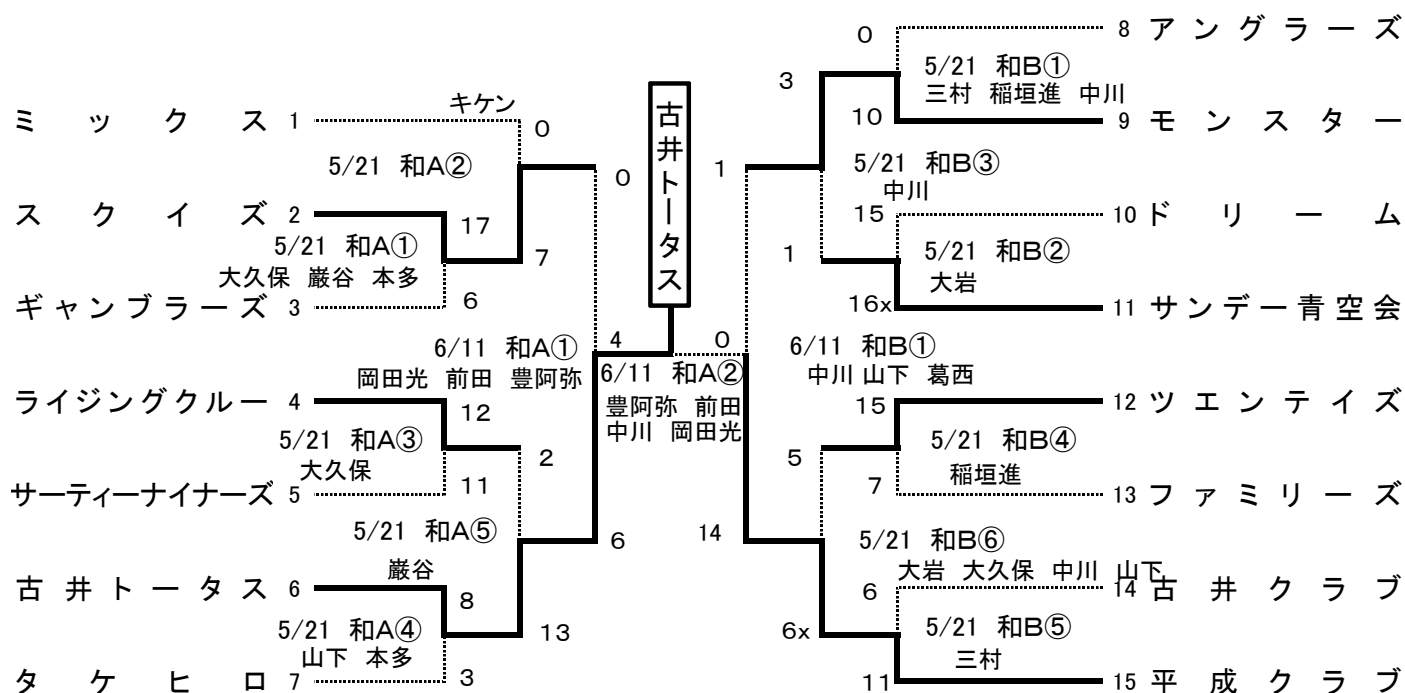 0
8 アングラーズ
5/21 和B①
3
三村 稲垣進 中川
キケン
ミックス 1
0
古井トータス
10
9 モンスター
5/21 和A②
0
1
5/21 和B③
中川
スクイズ 2
17
15
10 ドリーム
5/21 和A①
7
1
5/21 和B②
大久保 巌谷 本多
大岩
ギャンブラーズ 3
6
16x
11 サンデー青空会
6/11 和A①
4
0
6/11 和B①
岡田光 前田 豊阿弥
6/11 和A②
中川 山下 葛西
ライジングクルー 4
12
豊阿弥 前田
15
12 ツエンテイズ
中川 岡田光
5/21 和A③
2
5
5/21 和B④
大久保
稲垣進
サーティーナイナーズ 5
11
7
13 ファミリーズ
5/21 和A⑤
6
14
5/21 和B⑥
巌谷
大岩 大久保 中川 山下
古井トータス 6
8
6
14 古井クラブ
5/21 和A④
13
6x
5/21 和B⑤
山下 本多
三村
タケヒロ 7
3
11
15 平成クラブ